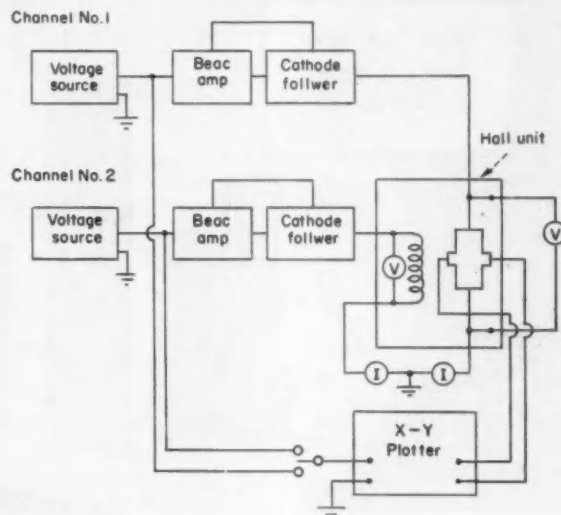 Channel No.1
Voltage source
Beac amp
Cathode follwer
Hall unit
Channel No.2
Voltage source
Beac amp
Cathode follwer
V
V
I
I
X-Y
Plotter